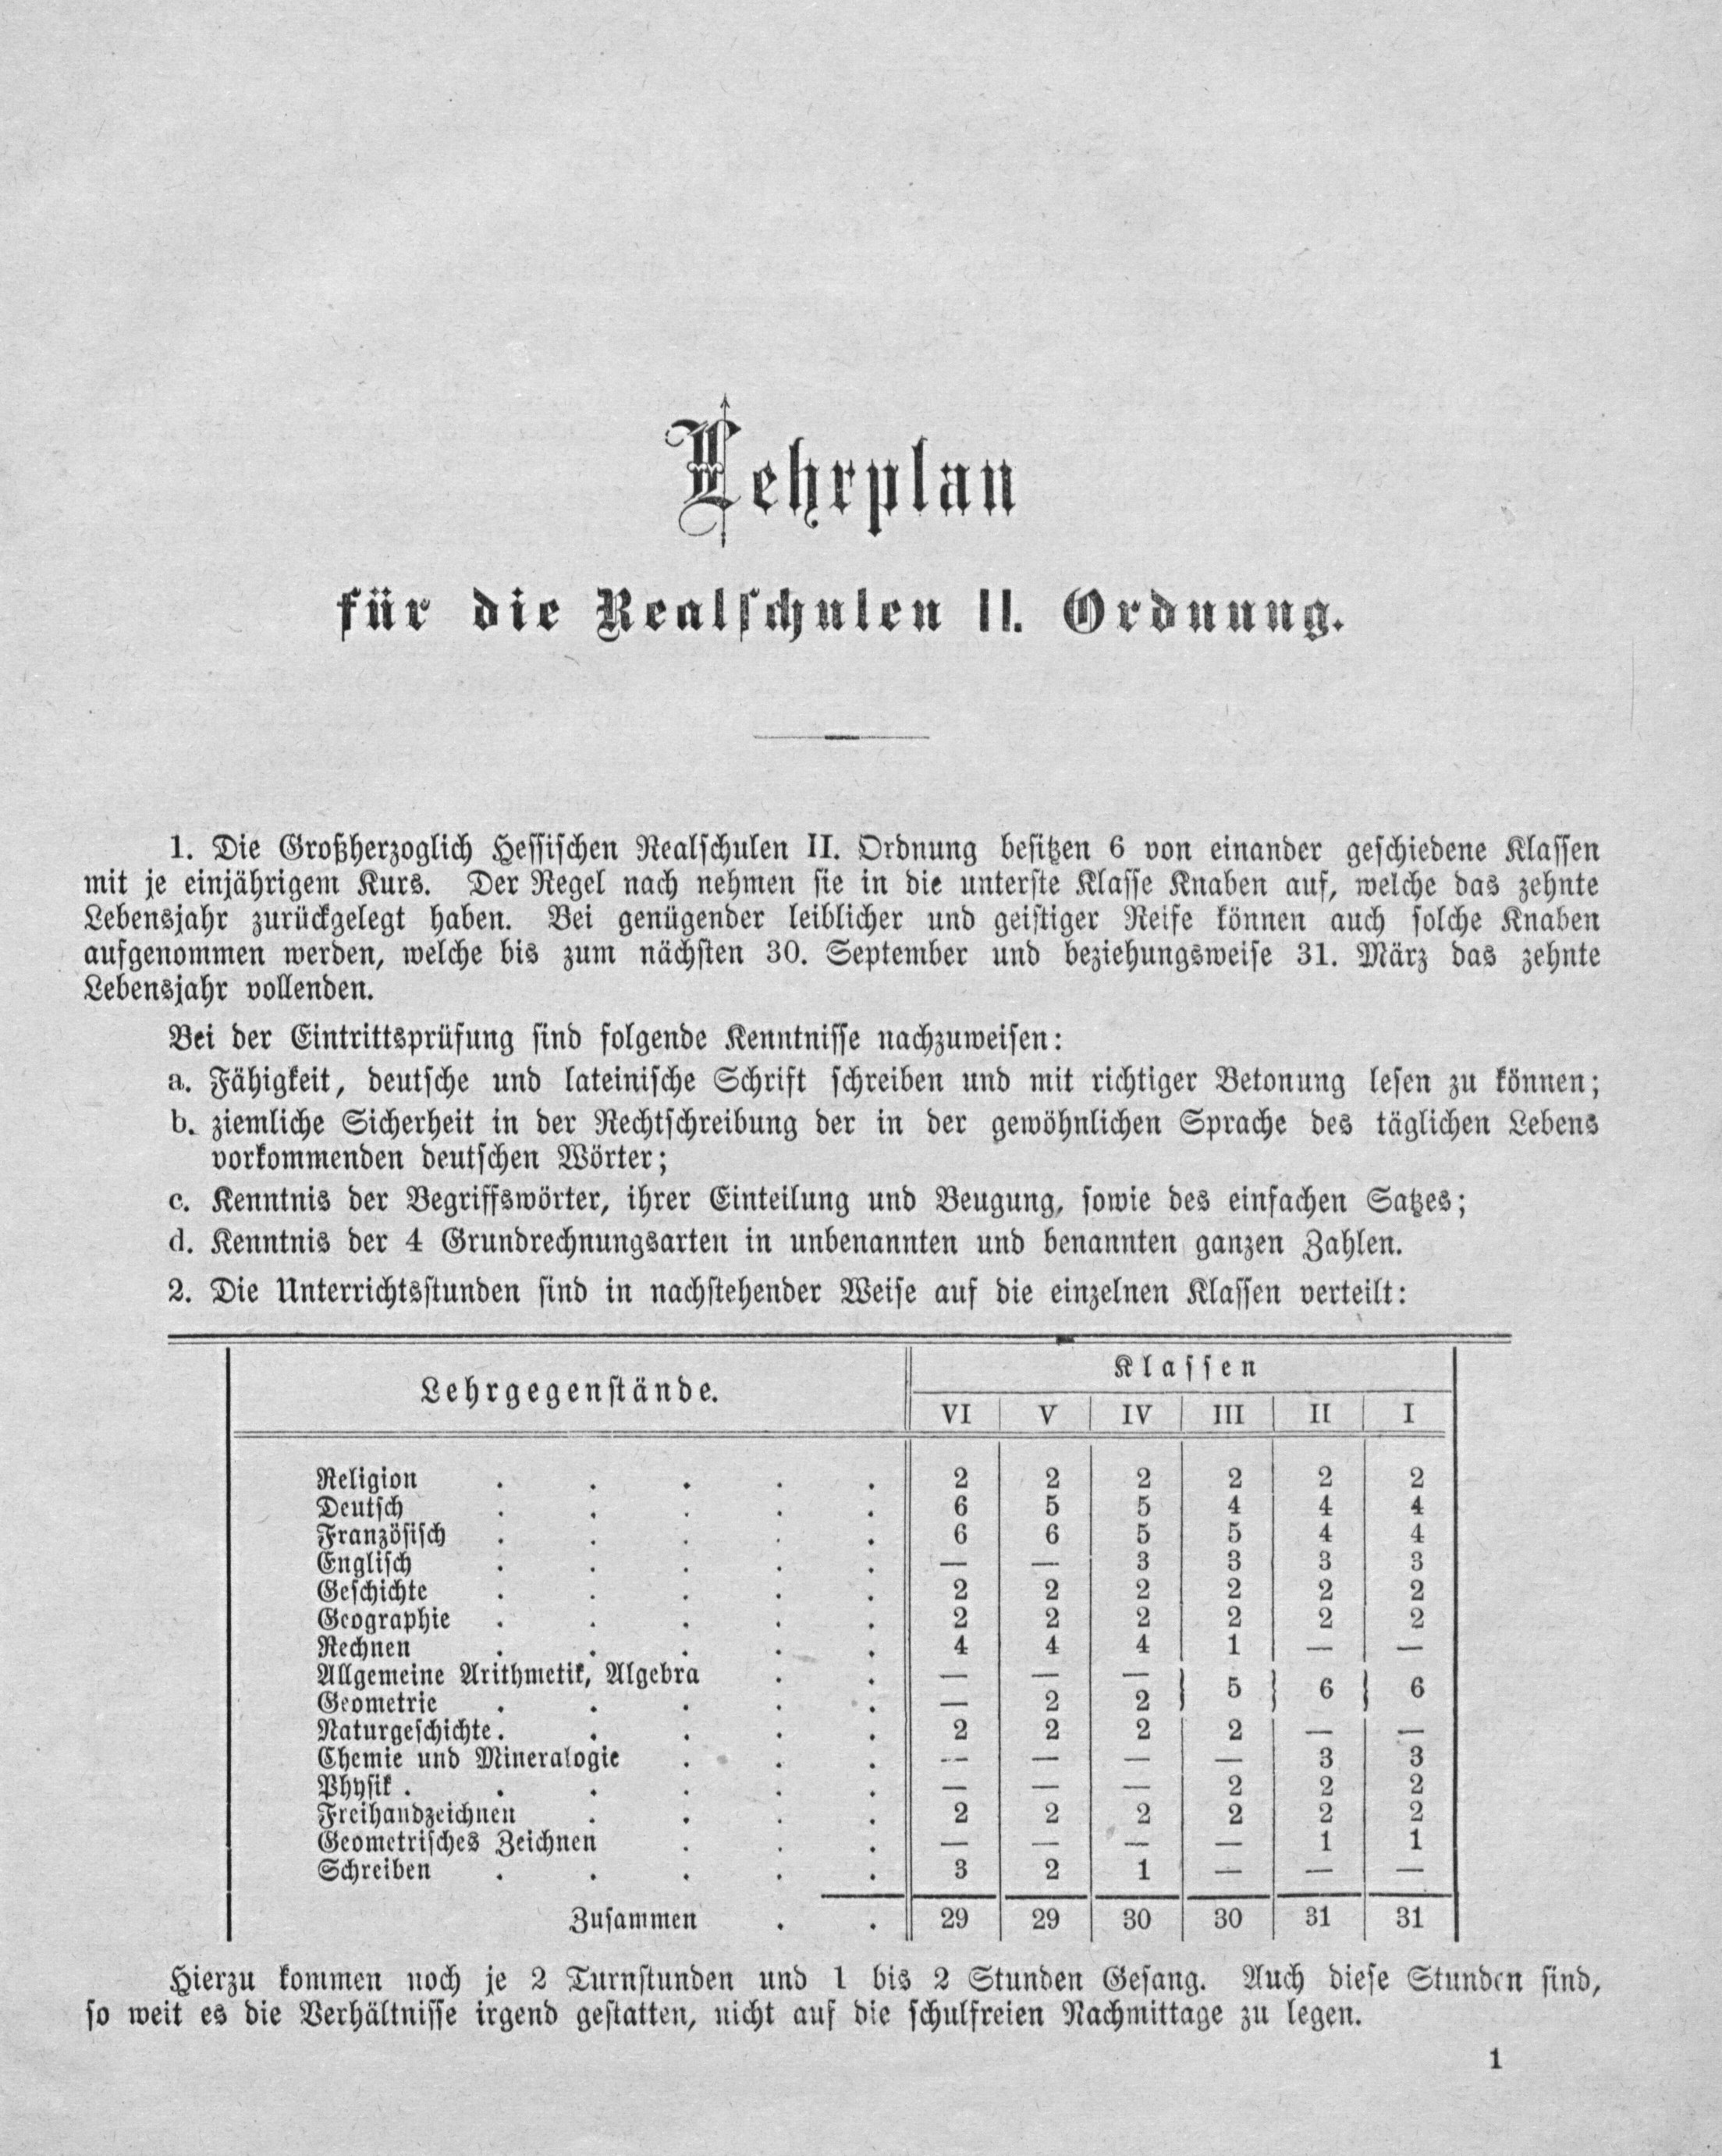 Lehrplan
für die Realschulen II. Ordnung.
1. Die Großherzoglich Hessischen Realschulen II. Ordnung besitzen 6 von einander geschiedene Klassen
mit je einjährigem Kurs. Der Regel nach nehmen sie in die unterste Klasse Knaben auf, welche das zehnte
Lebensjahr zurückgelegt haben. Bei genügender leiblicher und geistiger Reife können auch solche Knaben
aufgenommen werden, welche bis zum nächsten 30. September und beziehungsweise 31. März das zehnte
Lebensjahr vollenden.
Bei der Eintrittsprüfung sind folgende Kenntnisse nachzuweisen:
a. Fähigkeit, deutsche und lateinische Schrift schreiben und mit richtiger Betonung lesen zu können;
b. ziemliche Sicherheit in der Rechtschreibung der in der gewöhnlichen Sprache des täglichen Lebens
vorkommenden deutschen Wörter;
c. Kenntnis der Begriffswörter, ihrer Einteilung und Beugung, sowie des einfachen Satzes;
d. Kenntnis der 4 Grundrechnungsarten in unbenannten und benannten ganzen Zahlen.
2. Die Unterrichtsstunden sind in nachstehender Weise auf die einzelnen Klassen verteilt:
Lehrgegenstände. Klassen
VI V IV III II I
Religion . . . . . 2 2 2 2 2 2
Deutsch . . . . . 6 5 5 4 4 4
Französisch . . . . . 6 6 5 5 4 4
Englisch . . . . . — — 3 3 3 3
Geschichte . . . . . 2 2 2 2 2 2
Geographie . . . . . 2 2 2 2 2 2
Rechnen . . . . . 4 4 4 1 — —
Allgemeine Arithmetik, Algebra . . — — — } 5 } 6 } 6
Geometrie . . . . . — 2 2
Naturgeschichte . . . . . 2 2 2 2 — —
Chemie und Mineralogie . . . — — — — 3 3
Physik . . . . . . — — — 2 2 2
Freihandzeichnen . . . . 2 2 2 2 2 2
Geometrisches Zeichnen . . . — — — — 1 1
Schreiben . . . . . 3 2 1 — — —
Zusammen . . 29 29 30 30 31 31
Hierzu kommen noch je 2 Turnstunden und 1 bis 2 Stunden Gesang. Auch diese Stunden sind,
so weit es die Verhältnisse irgend gestatten, nicht auf die schulfreien Nachmittage zu legen.
1